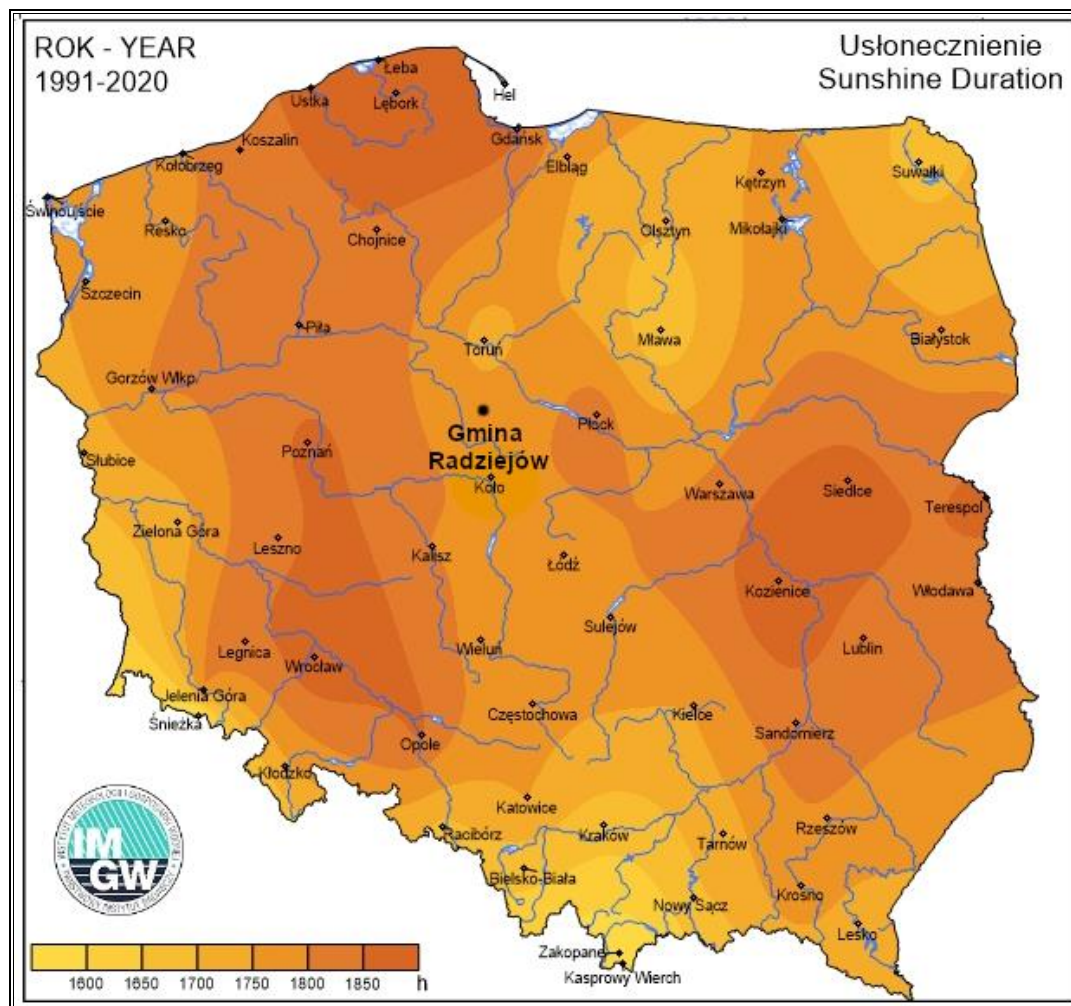 ROK - YEAR
1991-2020
Usłonecznienie
Sunshine Duration
Łeba
Ustka
Lębork
Hel
Koszalin
Gdańsk
Kołobrzeg
Elbląg
Suwałki
Kętrzyn
Świnoujście
Resko
Chojnice
Olsztyn
Mikołajki
Szczecin
Piła
Toruń
Mława
Białystok
Gorzów Wlkp.
Płock
Gmina
Radziejów
Słubice
Poznań
Koło
Warszawa
Siedlce
Terespol
Zielona Góra
Leszno
Kalisz
Łódź
Kozienice
Włodawa
Sulejów
Legnica
Wrocław
Wieluń
Lublin
Jelenia Góra
Śnieżka
Częstochowa
Kielce
Opole
Sandomierz
Kłodzko
Katowice
Racibórz
Kraków
Tarnów
Rzeszów
Bielsko-Biała
Nowy Sącz
Krosno
Lesko
Zakopane
Kasprowy Wierch
IM
GW
1600 1650 1700 1750 1800 1850 h